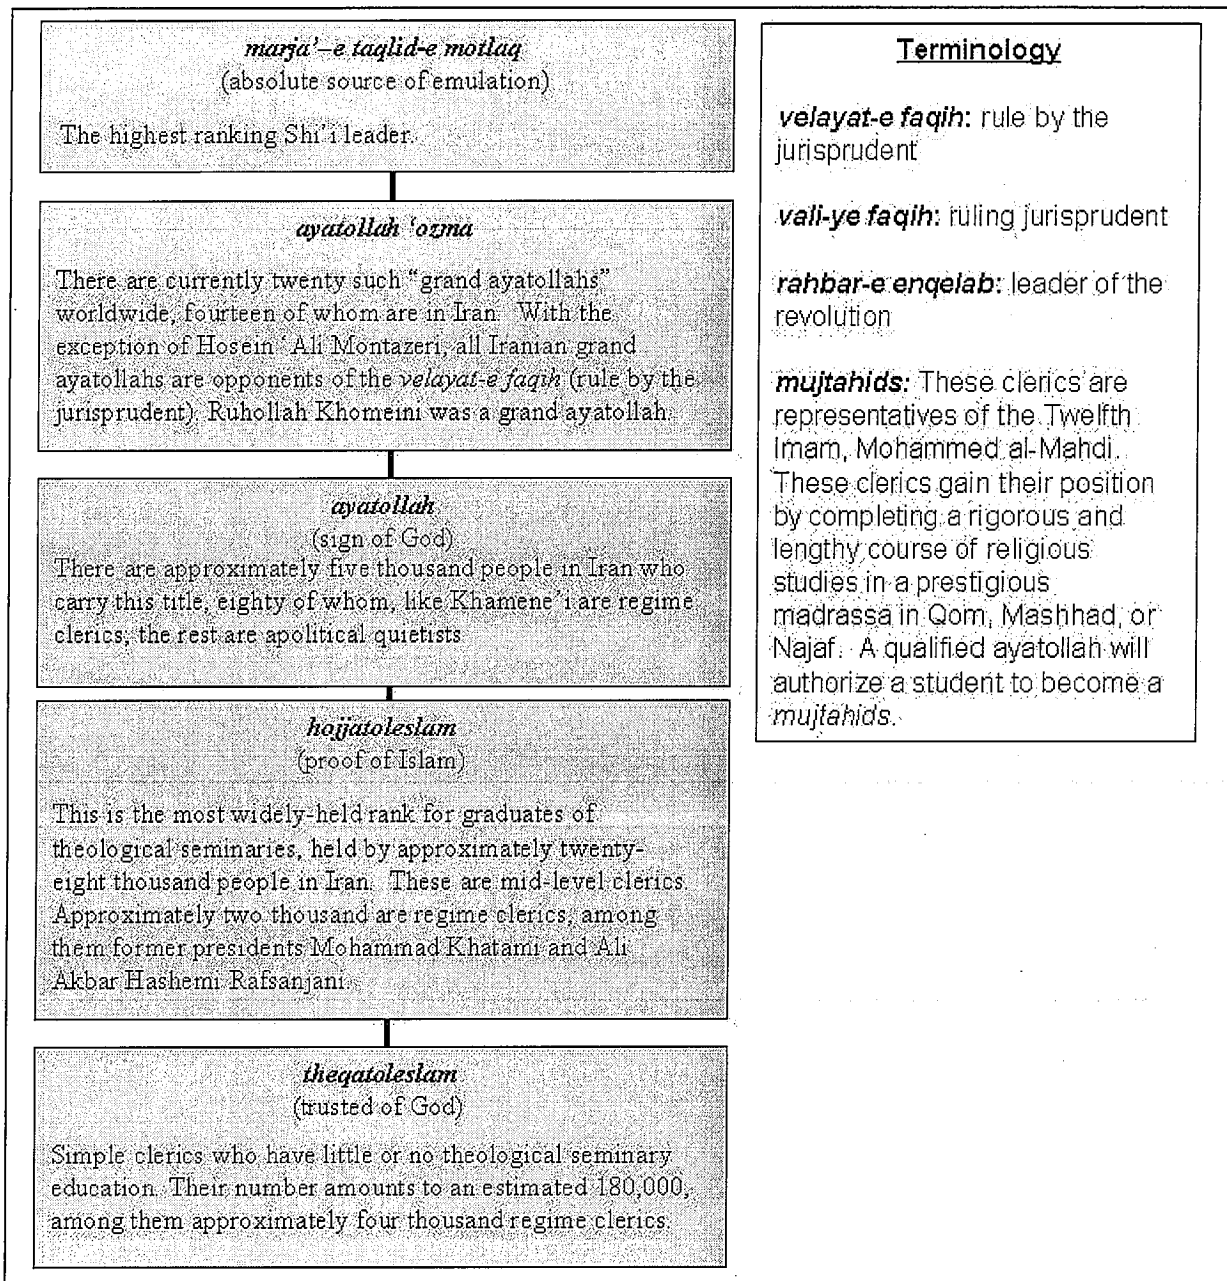 marja'–e taqlid-e motlaq
(absolute source of emulation)
The highest ranking Shi'i leader.
ayatollah 'ozma
There are currently twenty such "grand ayatollahs"
worldwide, fourteen of whom are in Iran. With the
exception of Hosein 'Ali Montazeri, all Iranian grand
ayatollahs are opponents of the velayat-e faqih (rule by the
jurisprudent). Ruhollah Khomeini was a grand ayatollah.
ayatollah
(sign of God)
There are approximately five thousand people in Iran who
carry this title, eighty of whom, like Khamene'i are regime
clerics; the rest are apolitical quietists
hojjatoleslam
(proof of Islam)
This is the most widely-held rank for graduates of
theological seminaries, held by approximately twenty-
eight thousand people in Iran. These are mid-level clerics.
Approximately two thousand are regime clerics, among
them former presidents Mohammad Khatami and Ali
Akbar Hashemi Rafsanjani.
theqatoleslam
(trusted of God)
Simple clerics who have little or no theological seminary
education. Their number amounts to an estimated 180,000,
among them approximately four thousand regime clerics.
Terminology
velayat-e faqih: rule by the
jurisprudent
vali-ye faqih: ruling jurisprudent
rahbar-e enqelab: leader of the
revolution
mujtahids: These clerics are
representatives of the Twelfth
Imam, Mohammed al-Mahdi.
These clerics gain their position
by completing a rigorous and
lengthy course of religious
studies in a prestigious
madrassa in Qom, Mashhad, or
Najaf. A qualified ayatollah will
authorize a student to become a
mujtahids.